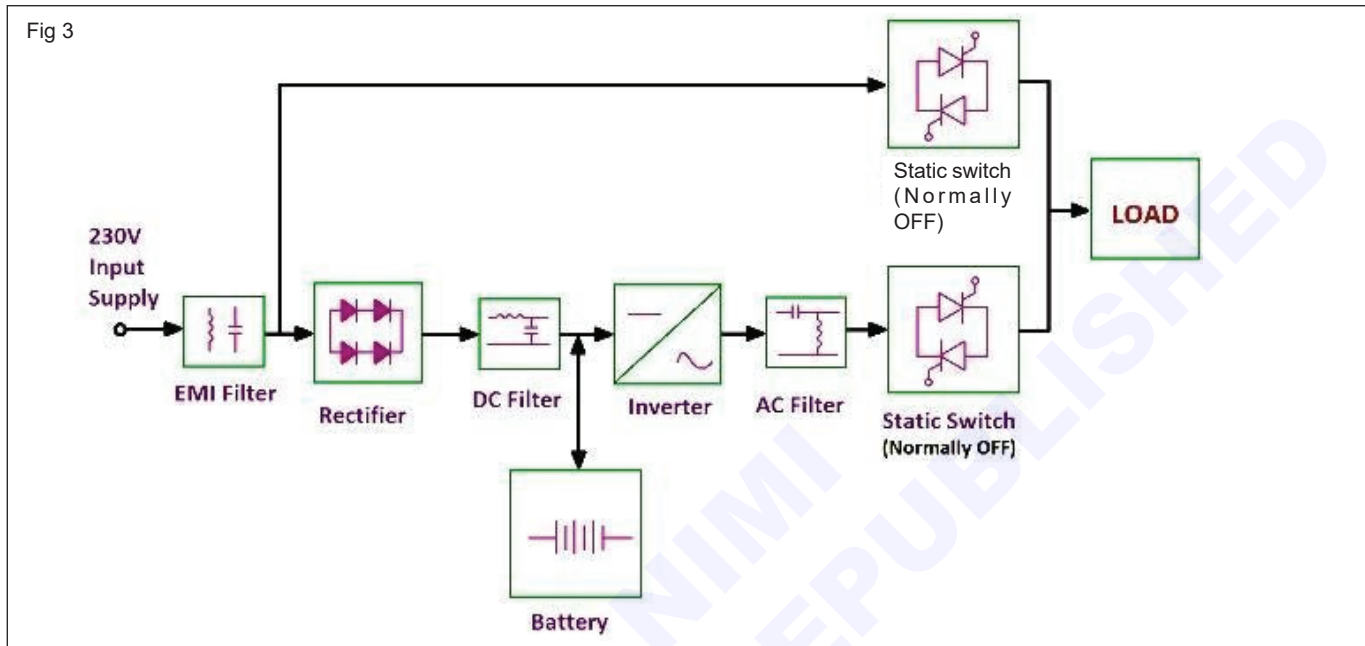 Fig 3
Static switch
(Normally
OFF)
LOAD
230V
Input
Supply
EMI Filter
Rectifier
DC Filter
Inverter
AC Filter
Static Switch
(Normally OFF)
Battery
NIMI
EPUBLISHED